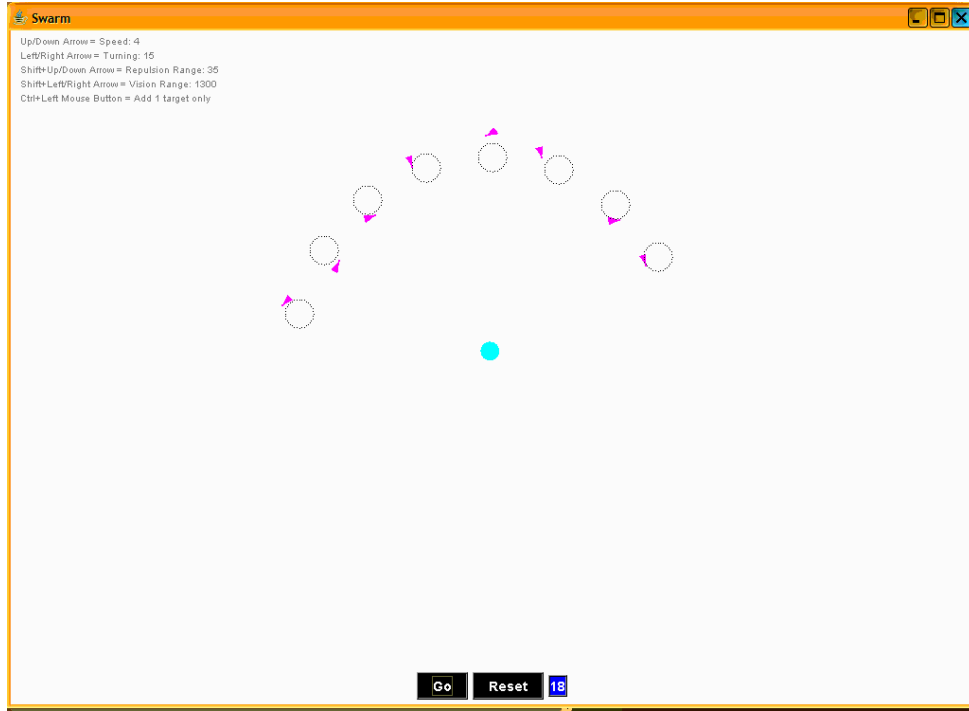 Swarm
Up/Down Arrow = Speed: 4
Left/Right Arrow = Turning: 15
Shift+Up/Down Arrow = Repulsion Range: 35
Shift+Left/Right Arrow = Vision Range: 1300
Ctrl+Left Mouse Button = Add 1 target only
Go Reset 18